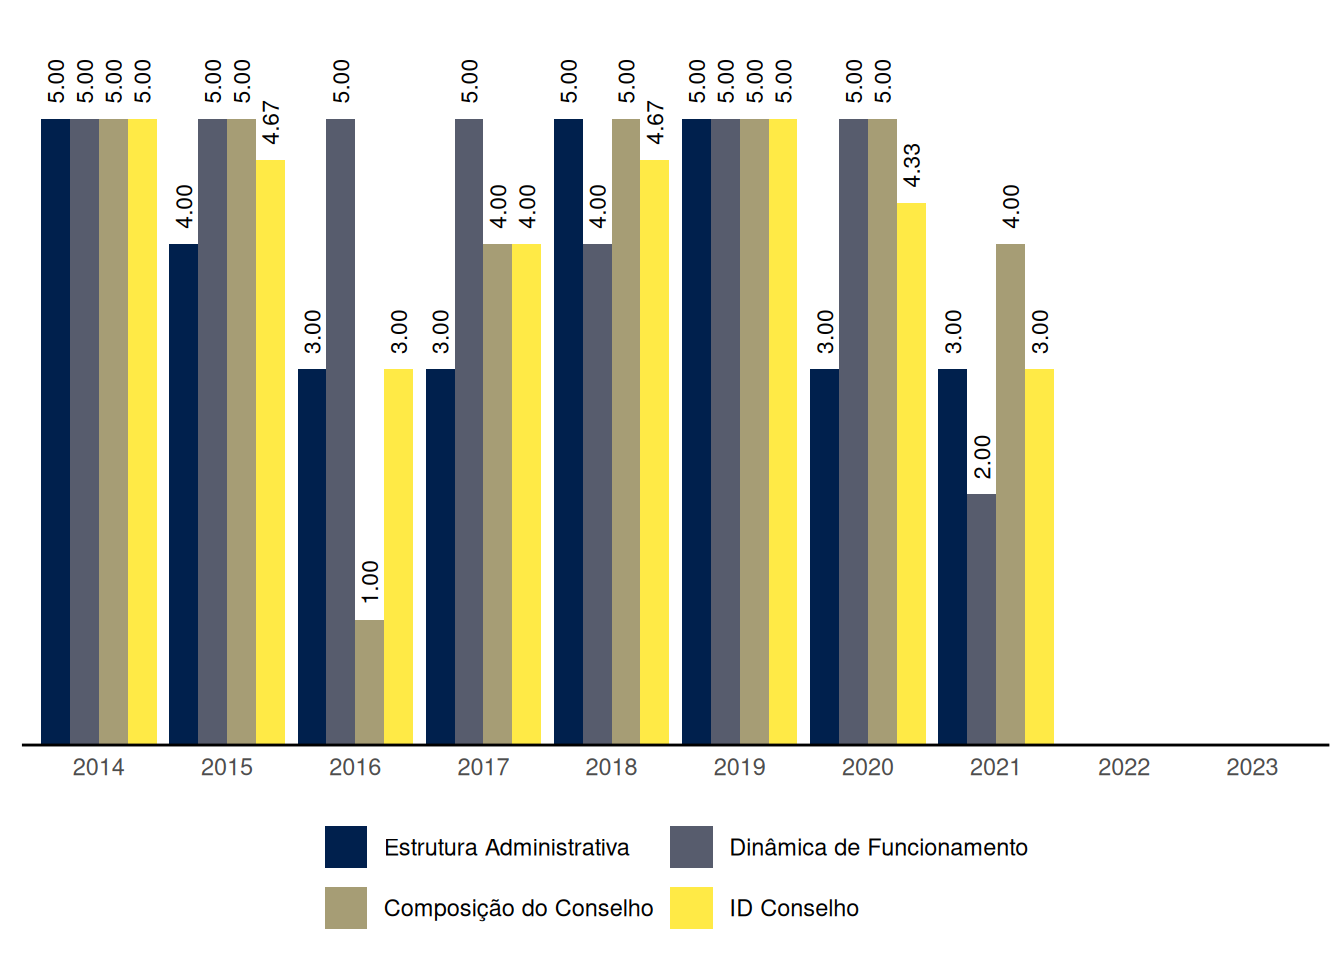 5.00 5.00 5.00 5.00 4.00 5.00 5.00 4.67 3.00 5.00 1.00 3.00 3.00 5.00 4.00 4.00 5.00 4.00 5.00 4.67 5.00 5.00 5.00 5.00 3.00 5.00 5.00 4.33 3.00 2.00 4.00 3.00
2014 2015 2016 2017 2018 2019 2020 2021 2022 2023
Estrutura Administrativa Dinâmica de Funcionamento
Composição do Conselho ID Conselho